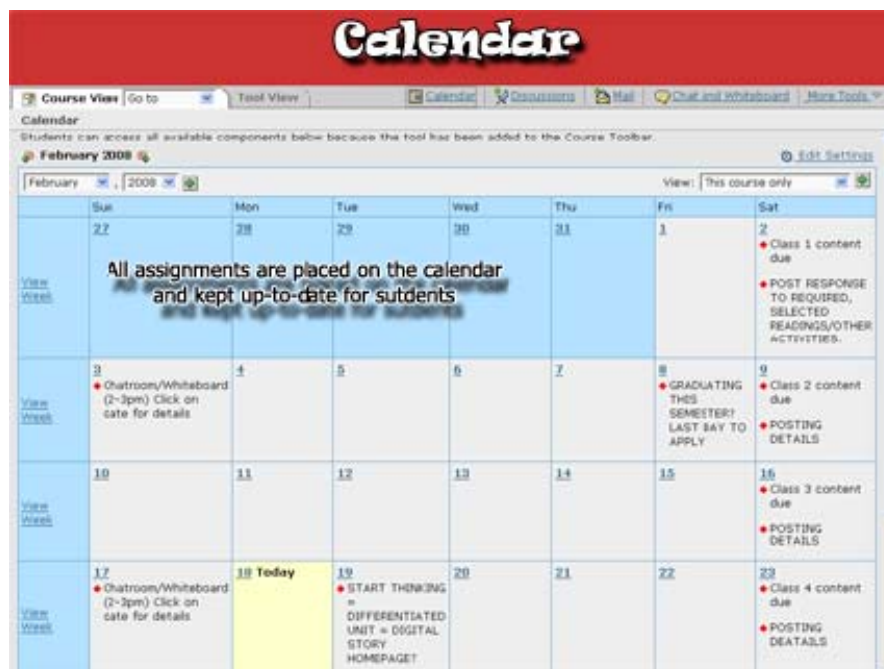 Calendar
Course View Go to Tool View Calendar Discussions Mail Chat and Whiteboard More Tools
Calendar
Students can access all available components below because the tool has been added to the Course Toolbar.
February 2008 Edit Settings
February , 2008 View: This course only
Sun Mon Tue Wed Thu Fri Sat
View Week
27 28 29 30 31 1 2
All assignments are placed on the calendar
and kept up-to-date for sutdents
Class 1 content
due
POST RESPONSE
TO REQUIRED,
SELECTED
READINGS/OTHER
ACTIVITIES.
View Week
3 4 5 6 7 8 9
Chatroom/Whiteboard
(2-3pm) Click on
cate for details
GRADUATING
THIS
SEMESTER?
LAST DAY TO
APPLY
Class 2 content
due
POSTING
DETAILS
View Week
10 11 12 13 14 15 16
Class 3 content
due
POSTING
DETAILS
View Week
17 18 Today 19 20 21 22 23
Chatroom/Whiteboard
(2-3pm) Click on
cate for details
START THINKING
=
DIFFERENTIATED
UNIT = DIGITAL
STORY
HOMEPAGE?
Class 4 content
due
POSTING
DEATAILS